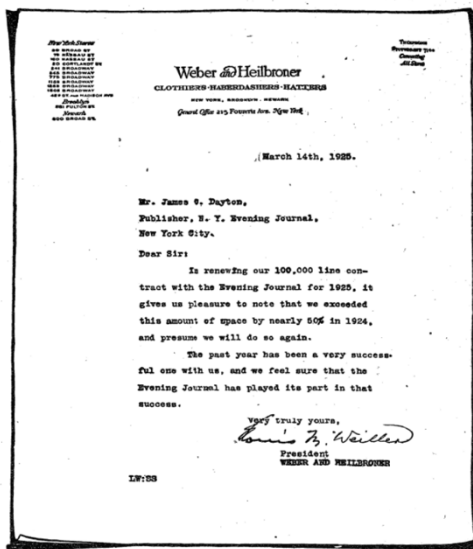 New York Stores
Weber and Heilbroner
CLOTHIERS·HABERDASHERS·HATTERS
NEW YORK, BROOKLYN · NEWARK
General Office Fourth Ave. New York
Brooklyn
Newark
March 14th, 1925.
Mr. James C. Dayton,
Publisher, N. Y. Evening Journal,
New York City.
Dear Sir:
In renewing our 100,000 line con-
tract with the Evening Journal for 1925, it
gives us pleasure to note that we exceeded
this amount of space by nearly 50% in 1924,
and presume we will do so again.
The past year has been a very success-
ful one with us, and we feel sure that the
Evening Journal has played its part in that
success.
Very truly yours,
President
WEBER AND HEILBRONER
LW:SS